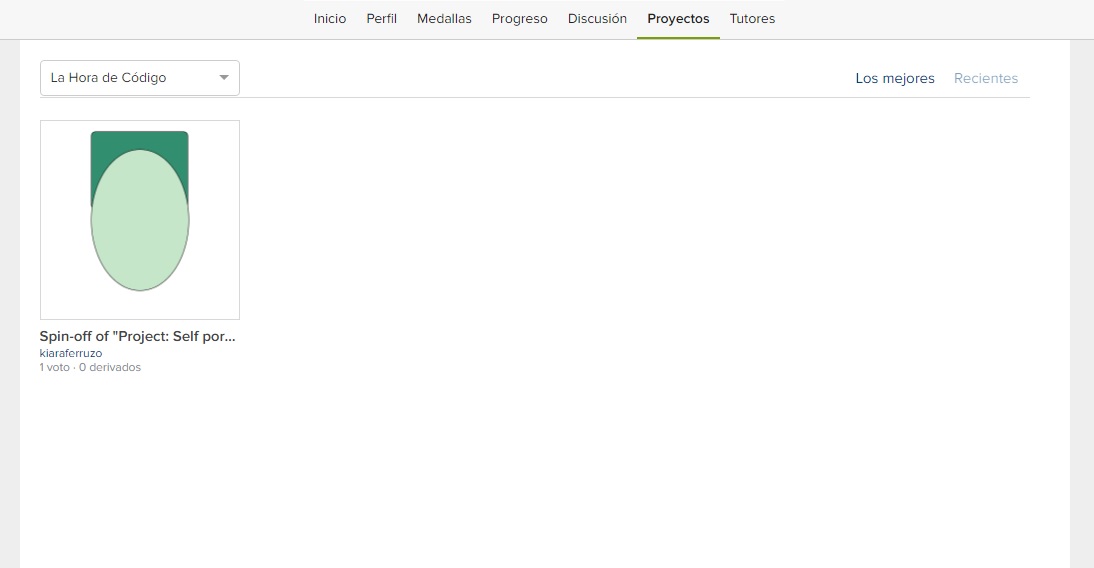 Inicio Perfil Medallas Progreso Discusión Proyectos Tutores
La Hora de Código
Los mejores Recientes
Spin-off of "Project: Self por...
kiaraferruzo
1 voto · 0 derivados